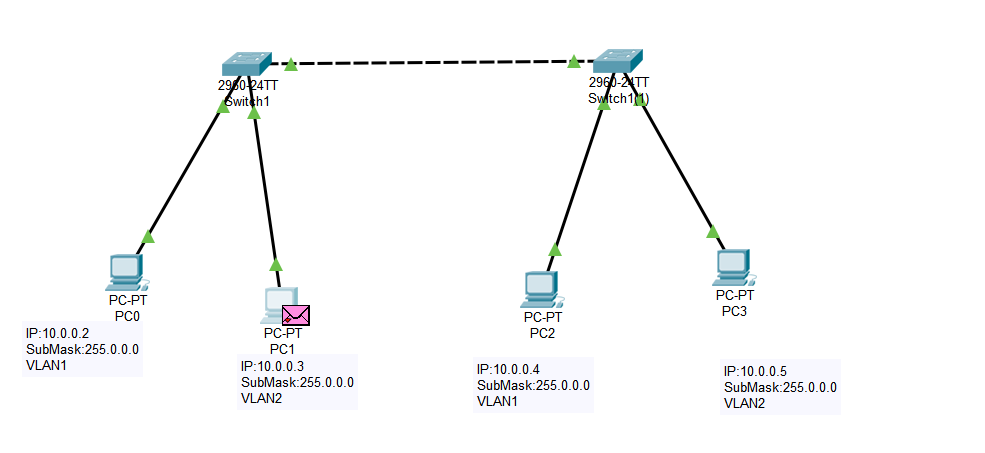 2960-24TT
Switch1
2960-24TT
Switch1(1)
PC-PT
PC0
IP:10.0.0.2
SubMask:255.0.0.0
VLAN1
PC-PT
PC1
IP:10.0.0.3
SubMask:255.0.0.0
VLAN2
PC-PT
PC2
IP:10.0.0.4
SubMask:255.0.0.0
VLAN1
PC-PT
PC3
IP:10.0.0.5
SubMask:255.0.0.0
VLAN2